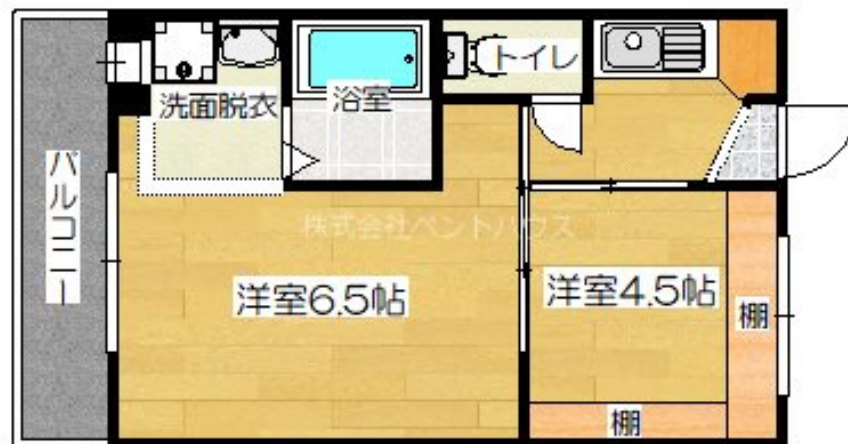 トイレ
浴室
洗面脱衣
バルコニー
株式会社ペントハウス
洋室6.5帖
洋室4.5帖
棚
棚